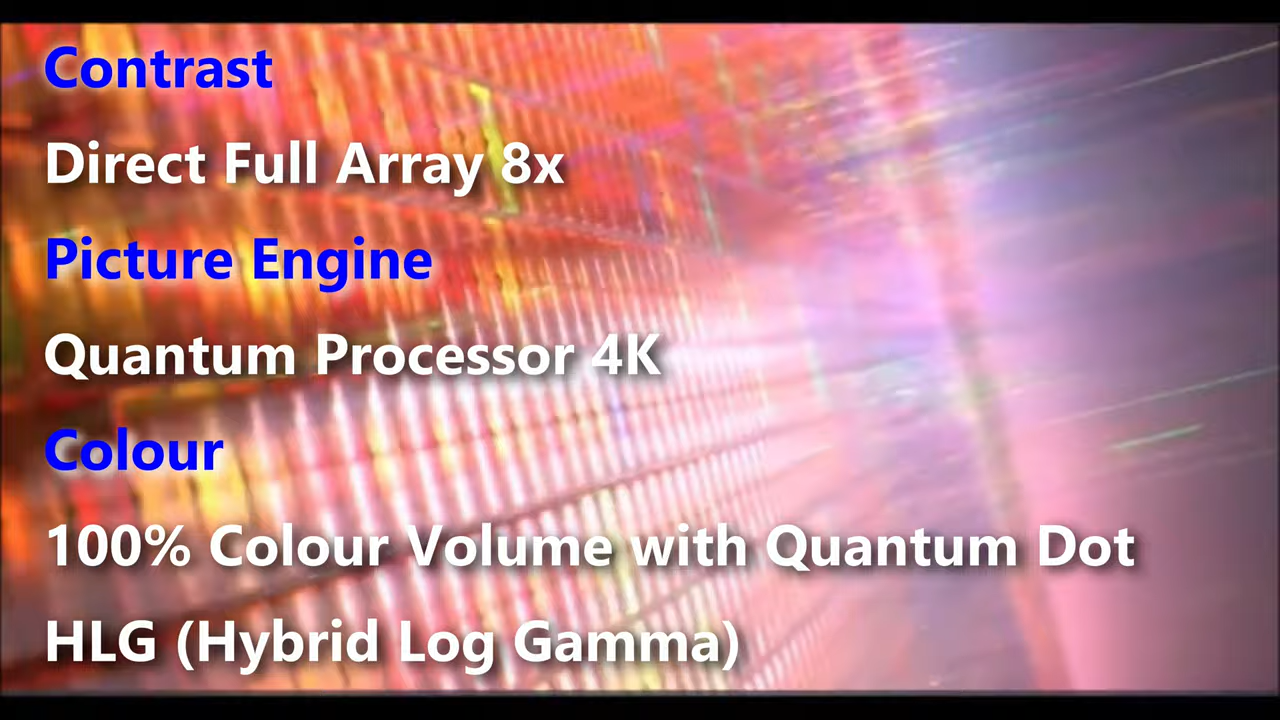 Contrast
Direct Full Array 8x
Picture Engine
Quantum Processor 4K
Colour
100% Colour Volume with Quantum Dot
HLG (Hybrid Log Gamma)